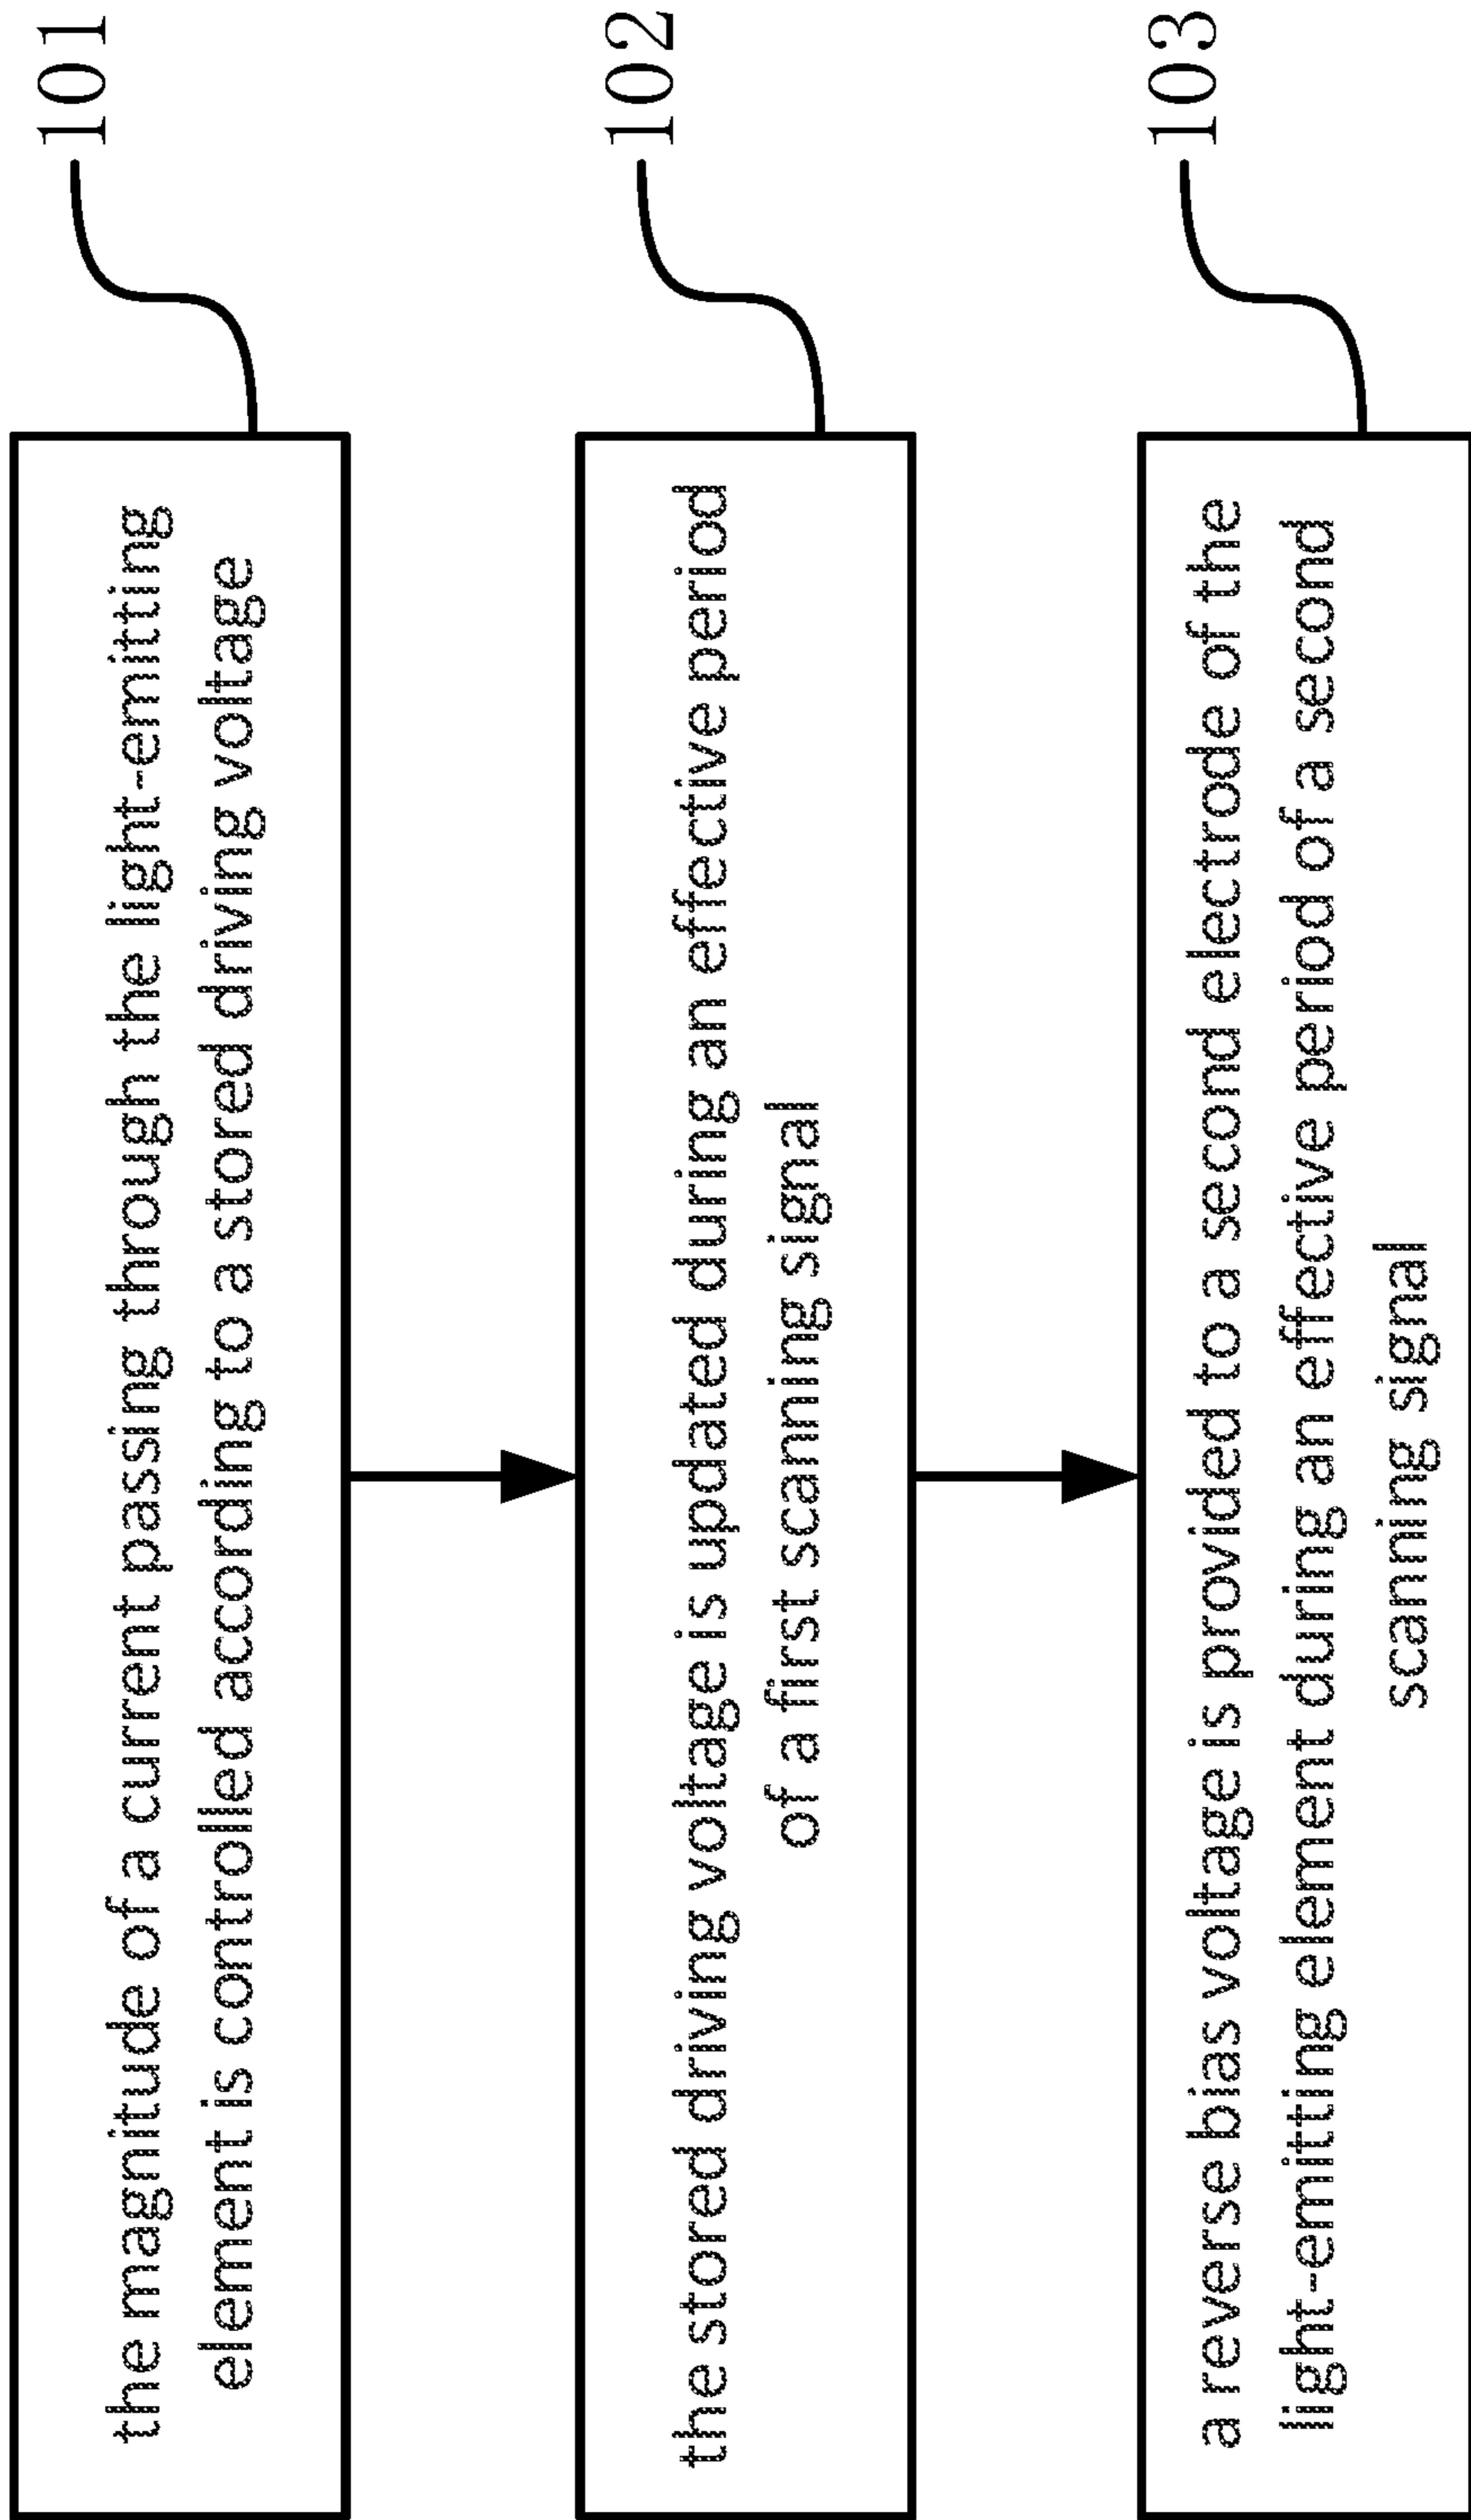 the magnitude of a current passing through the light-emitting
element is controlled according to a stored driving voltage
101
the stored driving voltage is updated during an effective period
of a first scanning signal
102
a reverse bias voltage is provided to a second electrode of the
light-emitting element during an effective period of a second
scanning signal
103